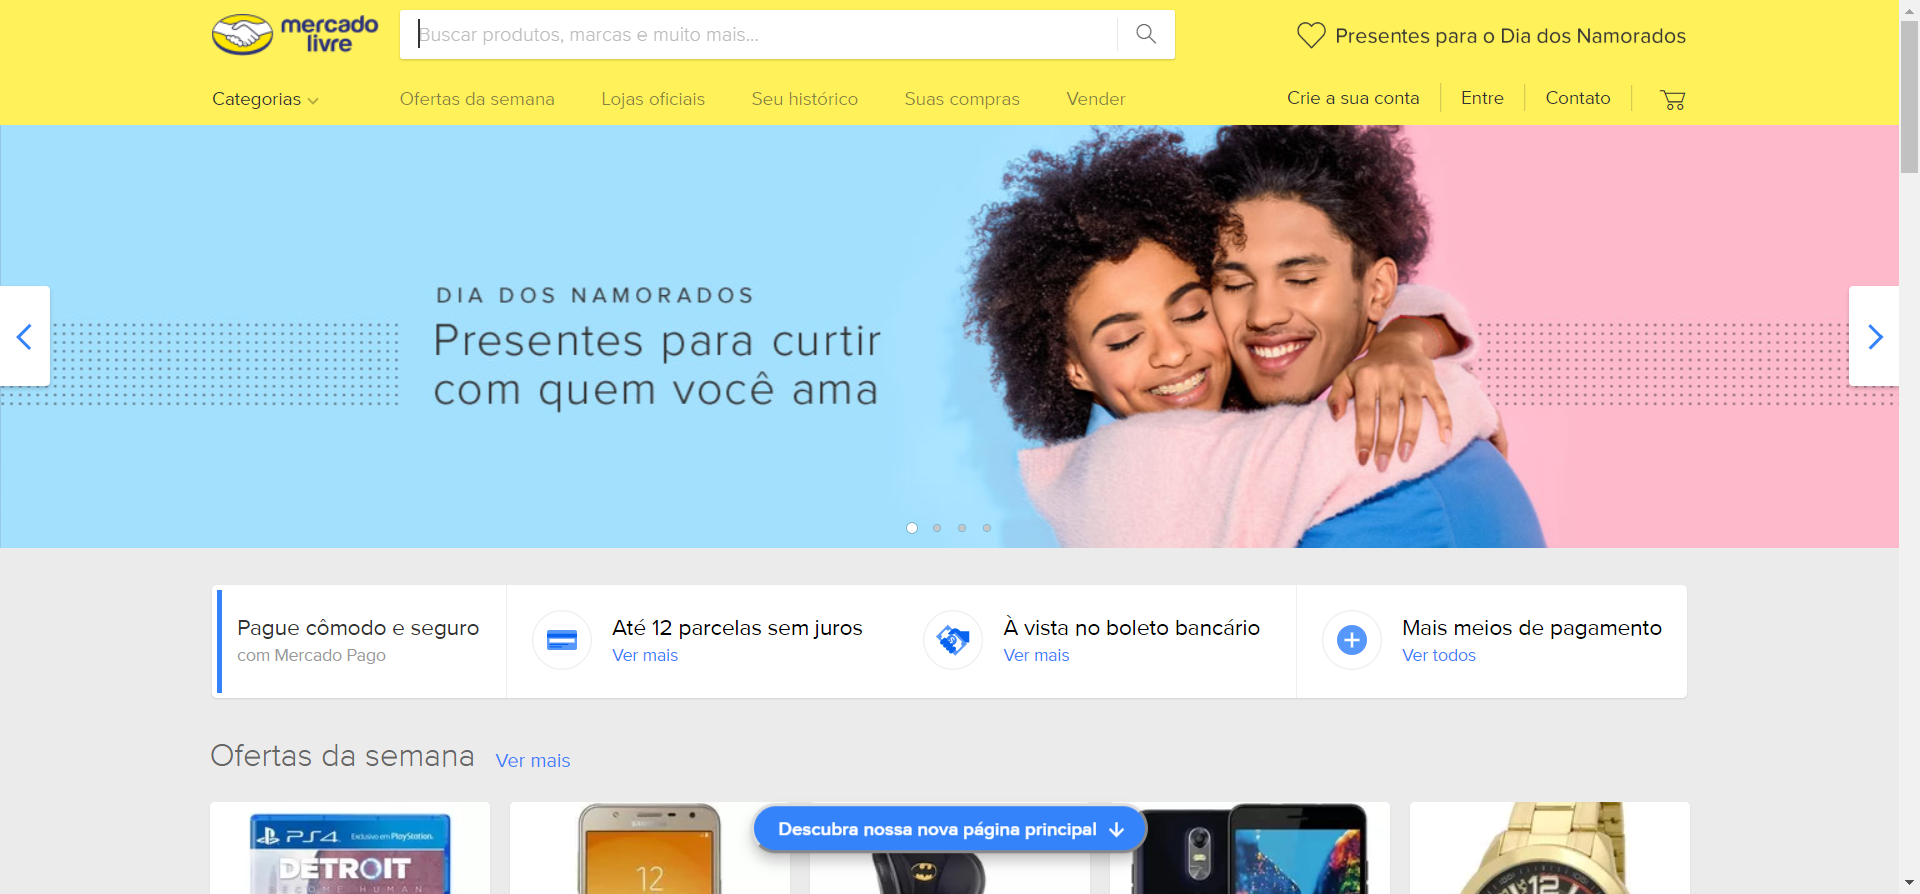 mercado
livre
Buscar produtos, marcas e muito mais...
Presentes para o Dia dos Namorados
Categorias
Ofertas da semana
Lojas oficiais
Seu histórico
Suas compras
Vender
Crie a sua conta
Entre
Contato
DIA DOS NAMORADOS
Presentes para curtir
com quem você ama
Pague cômodo e seguro
com Mercado Pago
Até 12 parcelas sem juros
Ver mais
À vista no boleto bancário
Ver mais
Mais meios de pagamento
Ver todos
Ofertas da semana
Ver mais
PS4
Exclusivo em PlayStation.
DETROIT
BECOME HUMAN
SAMSUNG
12
Descubra nossa nova página principal
12